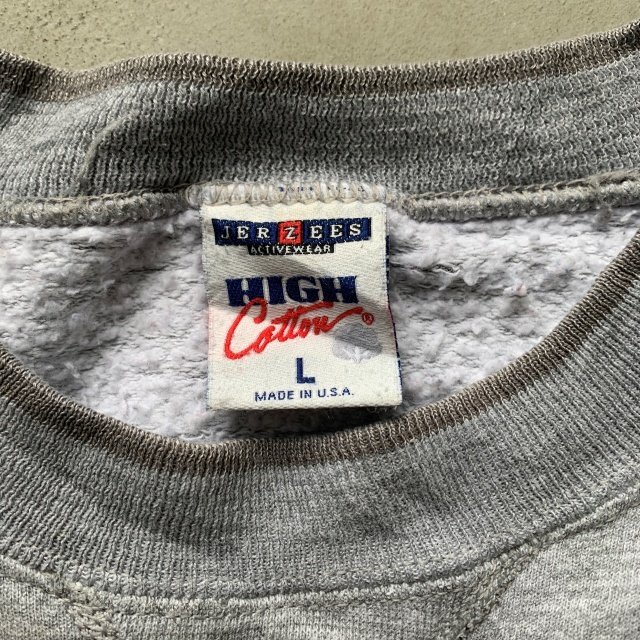 JERZEES
ACTIVEWEAR
HIGH
Cotton®
L
MADE IN U.S.A.